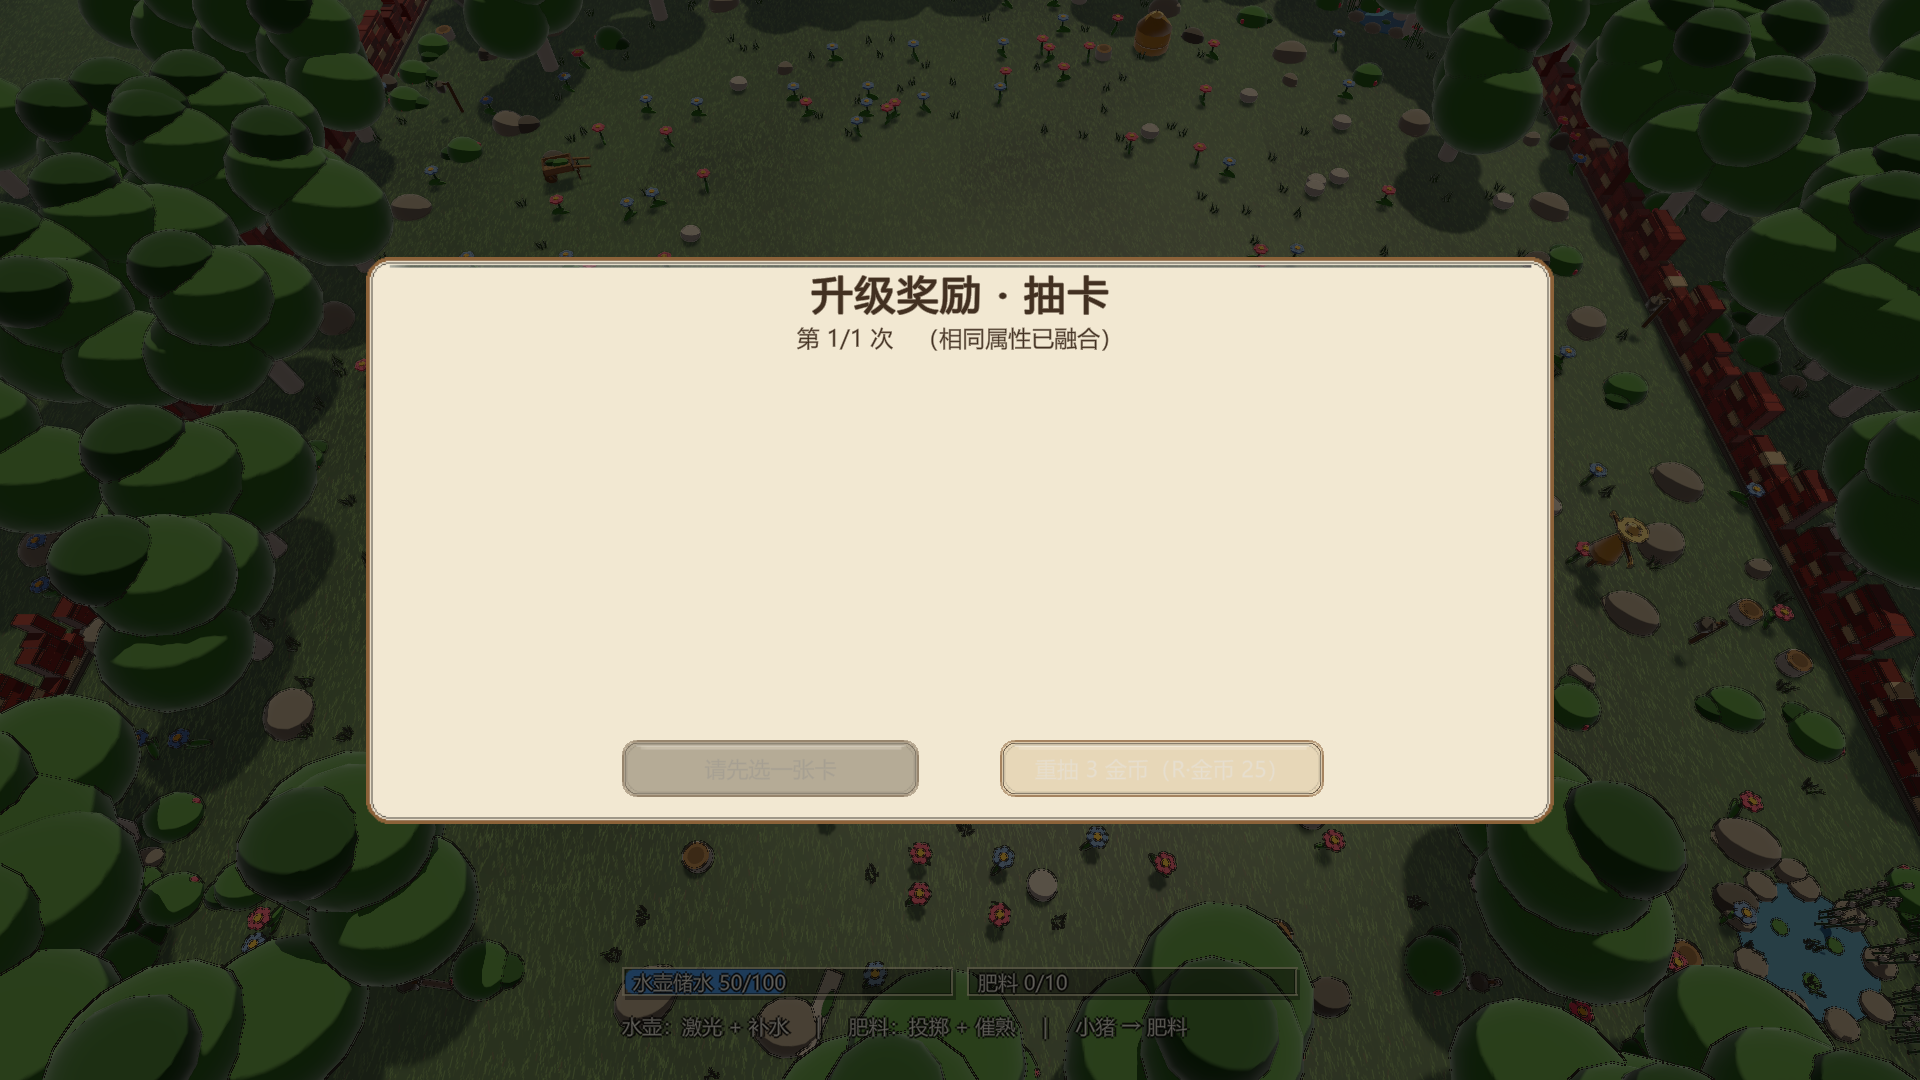 升级奖励 · 抽卡
第 1/1 次 （相同属性已融合）
请先选一张卡
重抽 3 金币（R·金币 25）
水壶储水 50/100
肥料 0/10
水壶：激光 + 补水 | 肥料：投掷 + 催熟 | 小猪 → 肥料